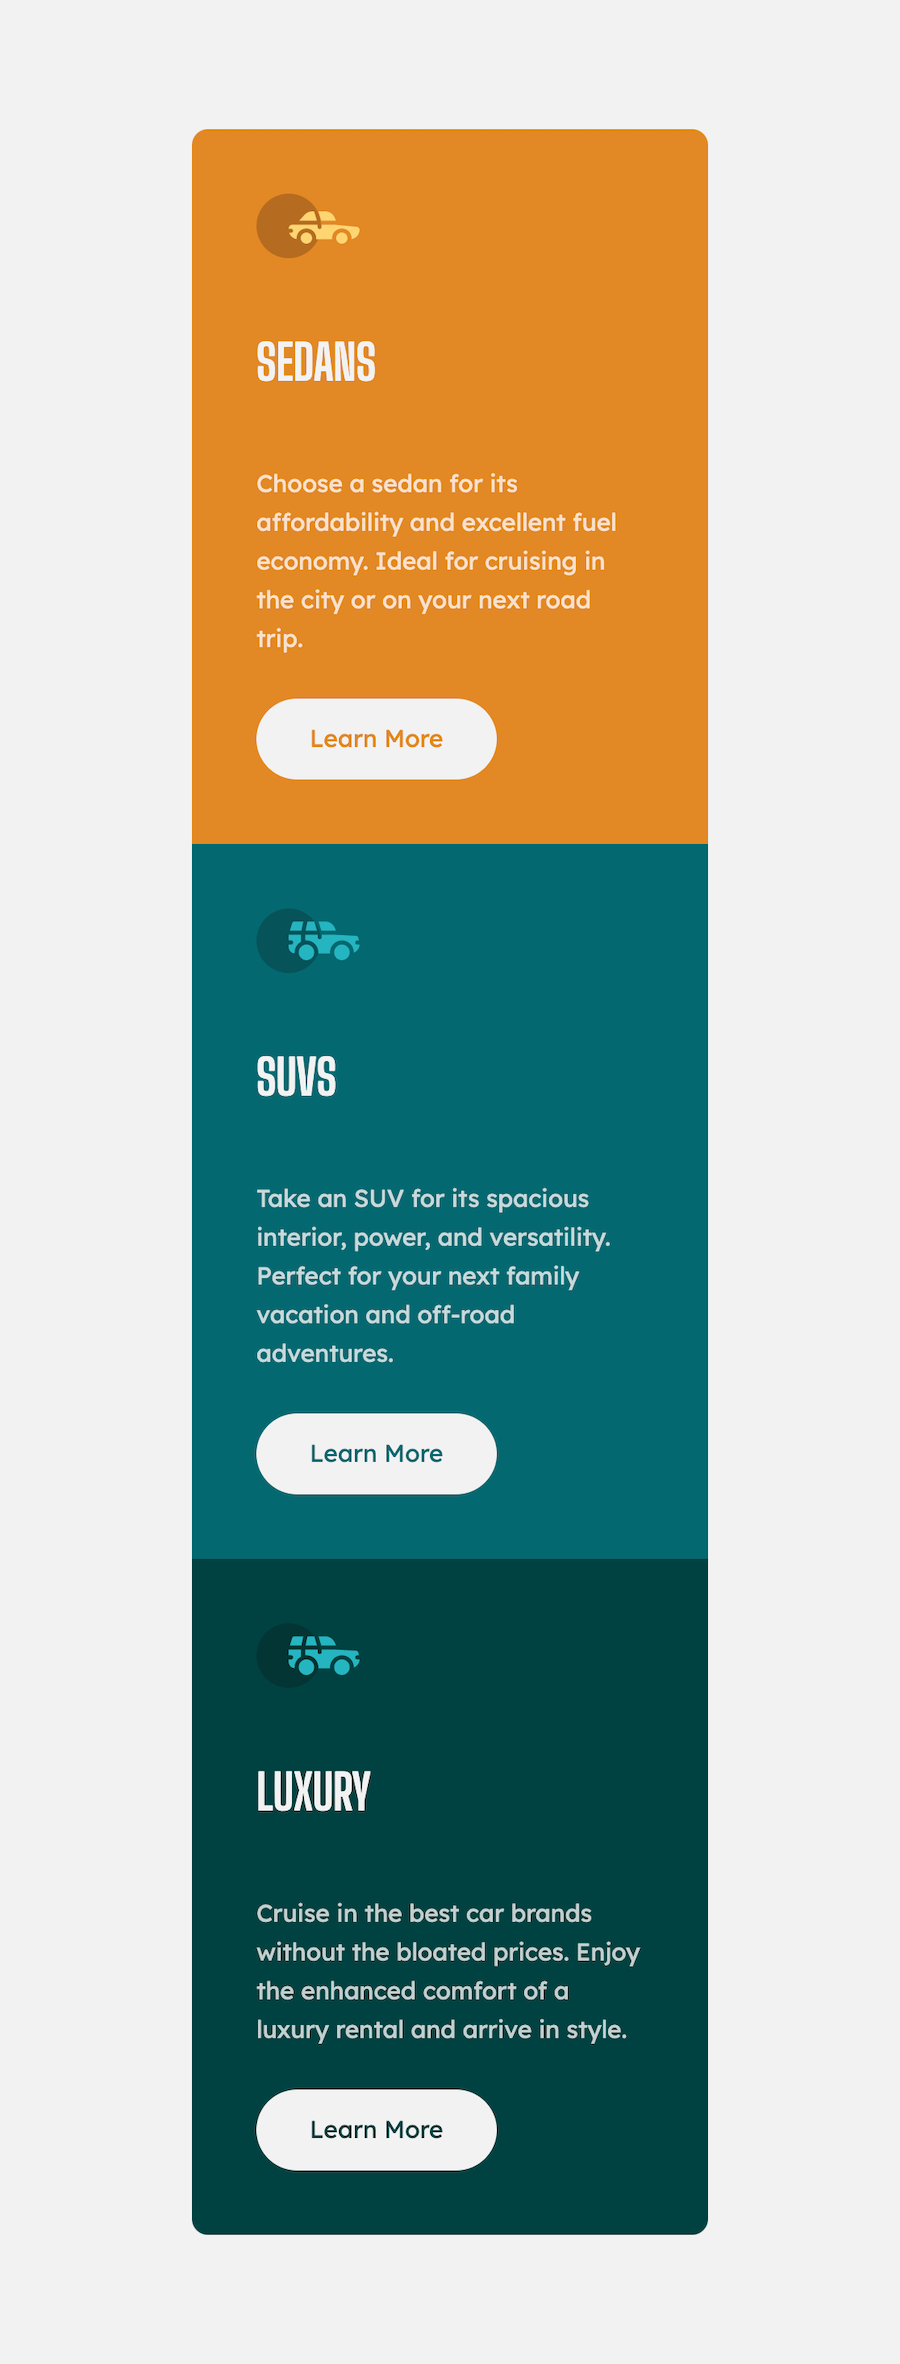 SEDANS
Choose a sedan for its
affordability and excellent fuel
economy. Ideal for cruising in
the city or on your next road
trip.
Learn More
SUVS
Take an SUV for its spacious
interior, power, and versatility.
Perfect for your next family
vacation and off-road
adventures.
Learn More
LUXURY
Cruise in the best car brands
without the bloated prices. Enjoy
the enhanced comfort of a
luxury rental and arrive in style.
Learn More